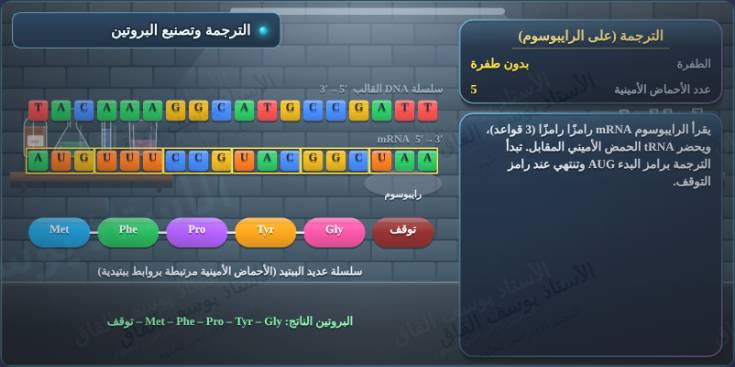 الترجمة وتصنيع البروتين
الترجمة (على الرايبوسوم)
الطفرة بدون طفرة
عدد الأحماض الأمينية 5
يقرأ الرايبوسوم mRNA رامزًا رامزًا (3 قواعد)،
ويحضر tRNA الحمض الأميني المقابل. تبدأ
الترجمة برامز البدء AUG وتنتهي عند رامز
التوقف.
سلسلة DNA القالب 3′ – 5′
T A C A A A G G C A T G C C G A T T
mRNA 5′ – 3′
A U G U U U C C G U A C G G C U A A
رايبوسوم
Met Phe Pro Tyr Gly توقف
سلسلة عديد الببتيد (الأحماض الأمينية مرتبطة بروابط ببتيدية)
البروتين الناتج: Met – Phe – Pro – Tyr – Gly – توقف
الأستاذ يوسف